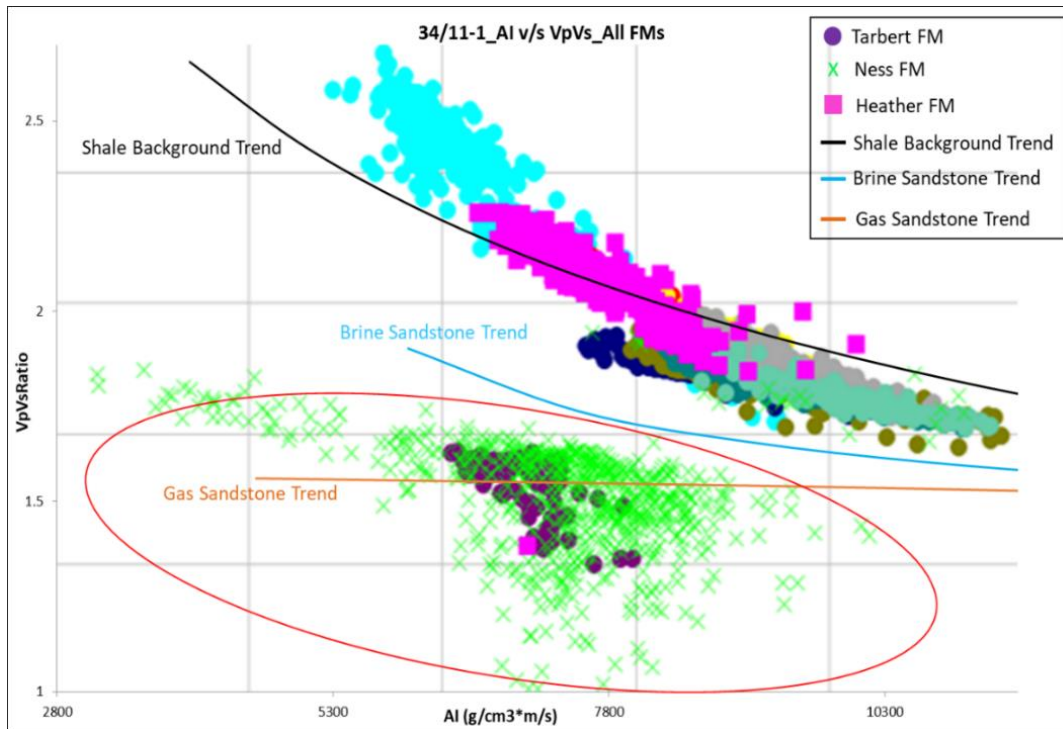 34/11-1_AI v/s VpVs_All FMs
Tarbert FM
Ness FM
Heather FM
Shale Background Trend
Brine Sandstone Trend
Gas Sandstone Trend
2.5
Shale Background Trend
2
Brine Sandstone Trend
VpVsRatio
Gas Sandstone Trend
1.5
1
2800
5300
7800
10300
AI (g/cm3*m/s)